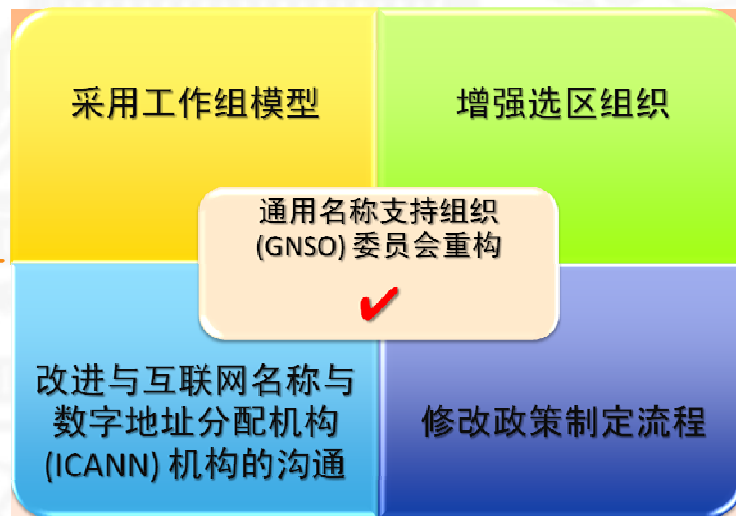 采用工作组模型
增强选区组织
通用名称支持组织
(GNSO) 委员会重构
✔
改进与互联网名称与
数字地址分配机构
(ICANN) 机构的沟通
修改政策制定流程